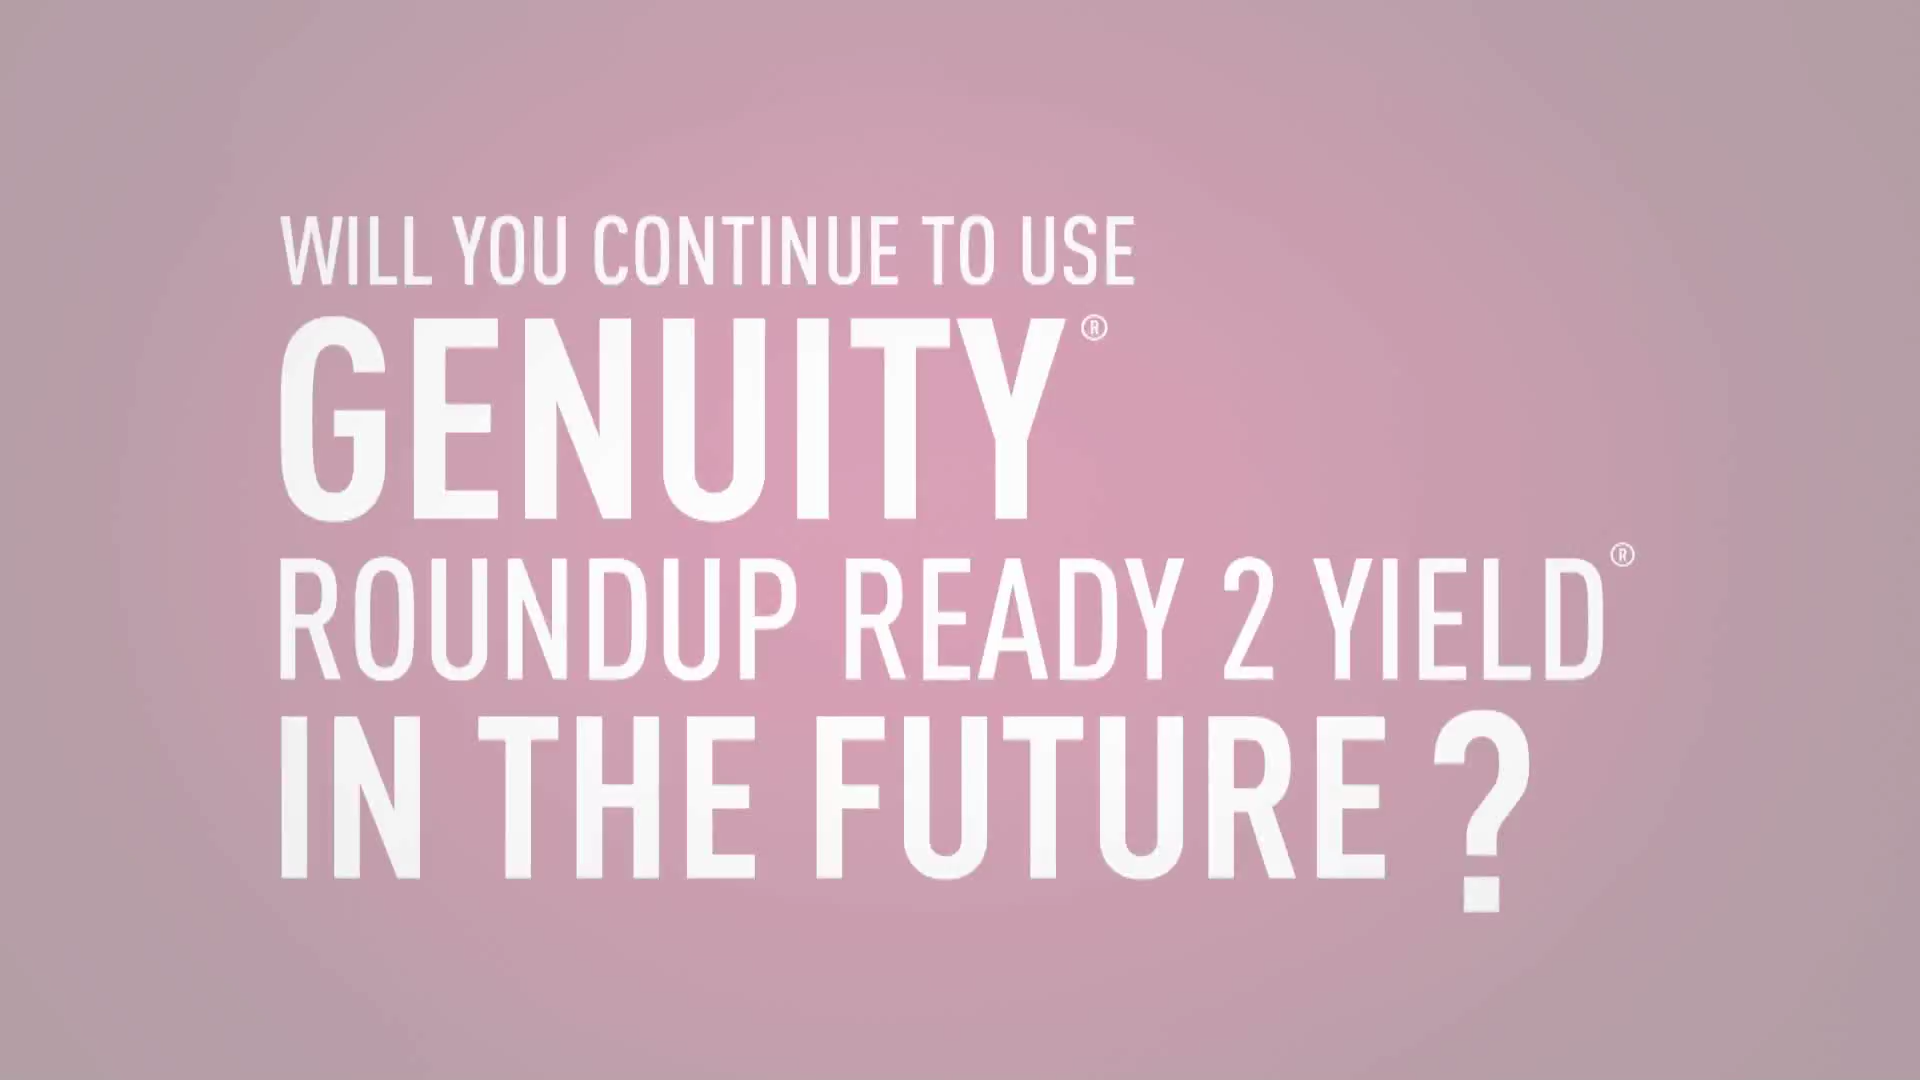 WILL YOU CONTINUE TO USE
GENUITY®
ROUNDUP READY 2 YIELD®
IN THE FUTURE?